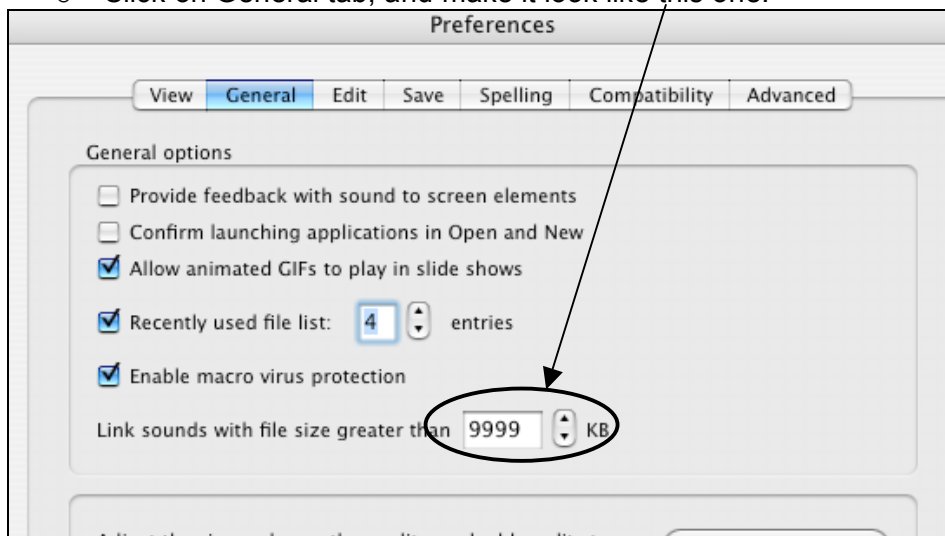 Click on General tab, and make it look like this one:
Preferences
View General Edit Save Spelling Compatibility Advanced
General options
Provide feedback with sound to screen elements
Confirm launching applications in Open and New
Allow animated GIFs to play in slide shows
Recently used file list: 4 entries
Enable macro virus protection
Link sounds with file size greater than 9999 KB